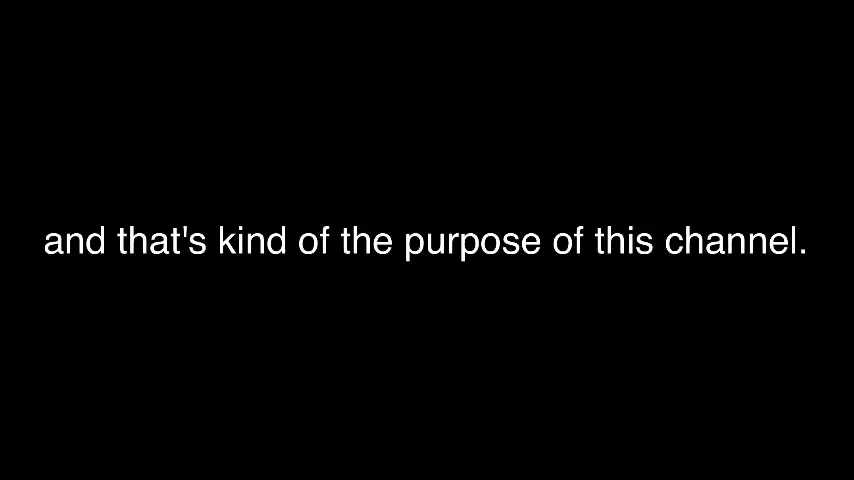 and that's kind of the purpose of this channel.